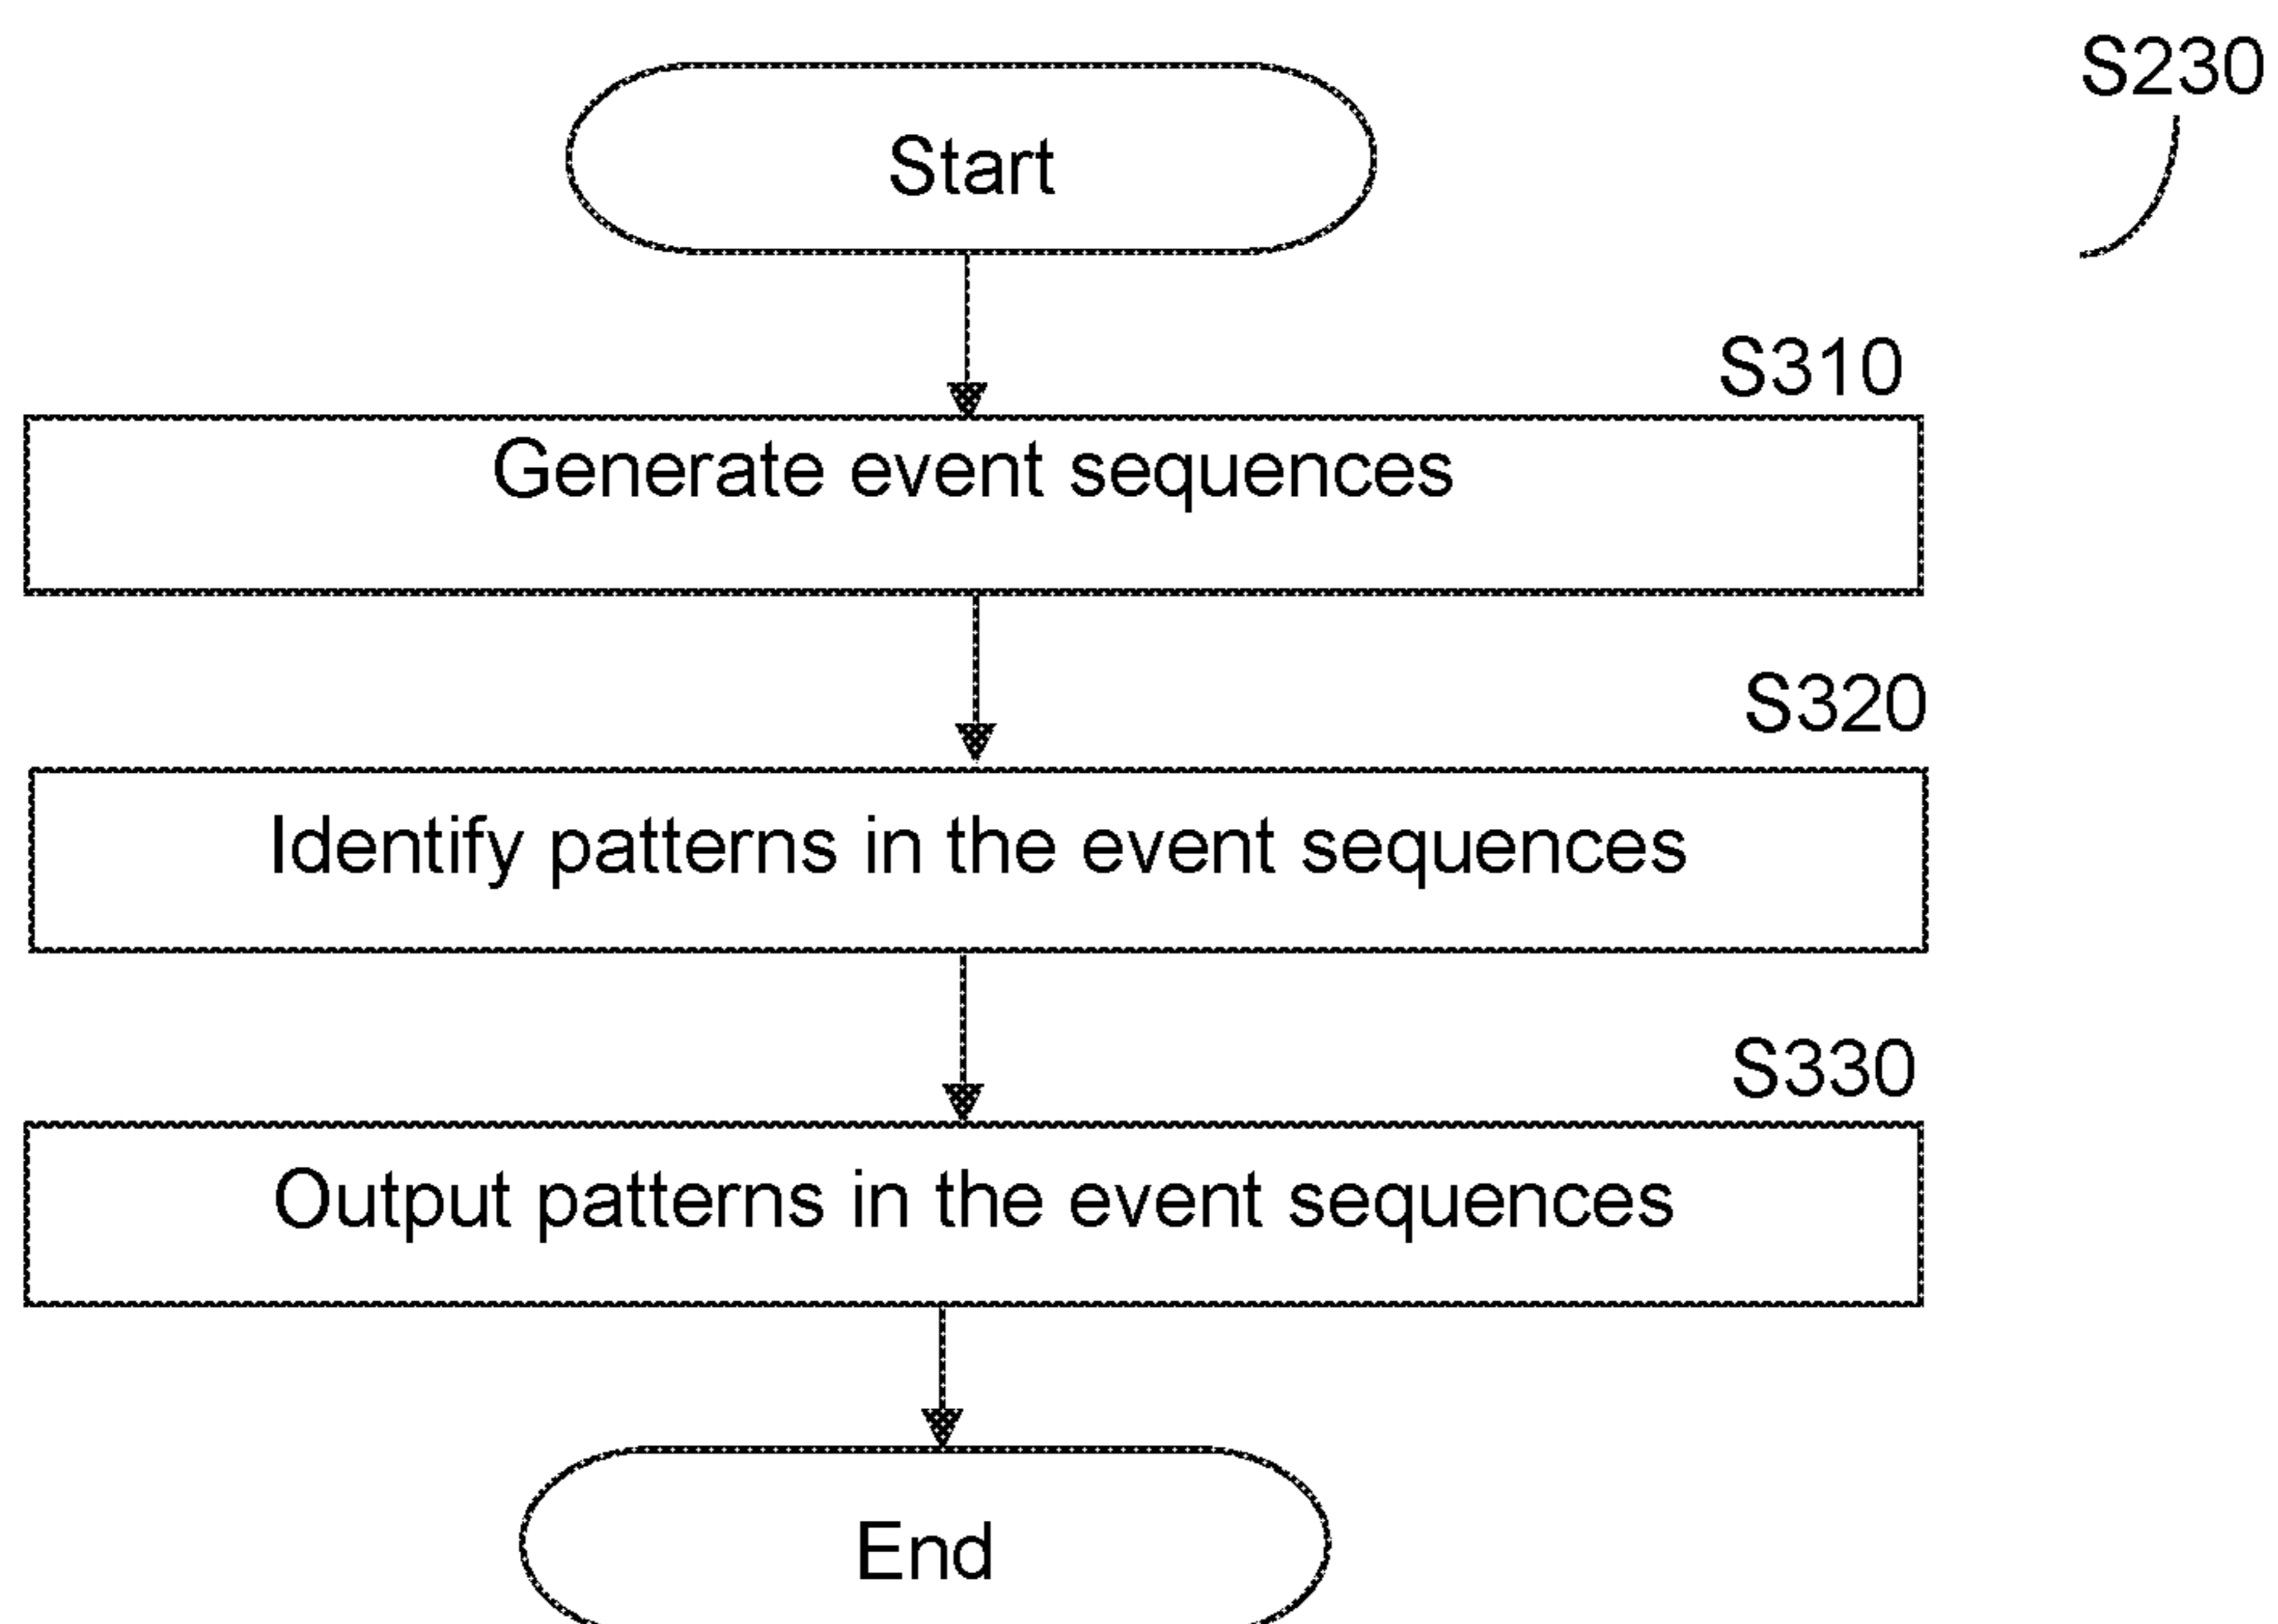 S230
Start
S310
Generate event sequences
S320
Identify patterns in the event sequences
S330
Output patterns in the event sequences
End